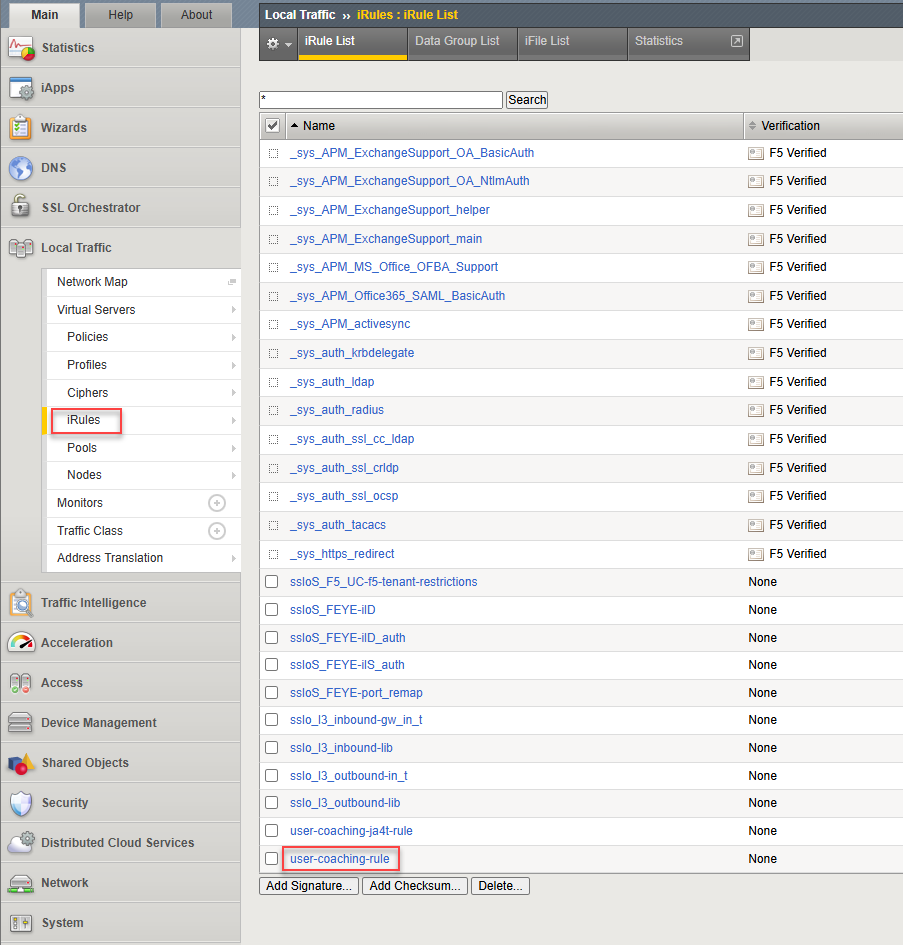 Main
Help
About
Statistics
iApps
Wizards
DNS
SSL Orchestrator
Local Traffic
Network Map
Virtual Servers
Policies
Profiles
Ciphers
iRules
Pools
Nodes
Monitors
Traffic Class
Address Translation
Traffic Intelligence
Acceleration
Access
Device Management
Shared Objects
Security
Distributed Cloud Services
Network
System
Local Traffic ›› iRules : iRule List
iRule List
Data Group List
iFile List
Statistics
*
Search
Name Verification
_sys_APM_ExchangeSupport_OA_BasicAuth F5 Verified
_sys_APM_ExchangeSupport_OA_NtlmAuth F5 Verified
_sys_APM_ExchangeSupport_helper F5 Verified
_sys_APM_ExchangeSupport_main F5 Verified
_sys_APM_MS_Office_OFBA_Support F5 Verified
_sys_APM_Office365_SAML_BasicAuth F5 Verified
_sys_APM_activesync F5 Verified
_sys_auth_krbdelegate F5 Verified
_sys_auth_ldap F5 Verified
_sys_auth_radius F5 Verified
_sys_auth_ssl_cc_ldap F5 Verified
_sys_auth_ssl_crldp F5 Verified
_sys_auth_ssl_ocsp F5 Verified
_sys_auth_tacacs F5 Verified
_sys_https_redirect F5 Verified
ssloS_F5_UC-f5-tenant-restrictions None
ssloS_FEYE-ilD None
ssloS_FEYE-ilD_auth None
ssloS_FEYE-ilS_auth None
ssloS_FEYE-port_remap None
sslo_l3_inbound-gw_in_t None
sslo_l3_inbound-lib None
sslo_l3_outbound-in_t None
sslo_l3_outbound-lib None
user-coaching-ja4t-rule None
user-coaching-rule None
Add Signature... Add Checksum... Delete...